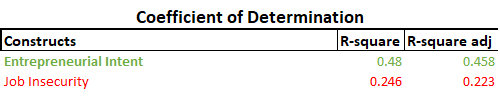 Coefficient of Determination
Constructs R-square R-square adj
Entrepreneurial Intent 0.48 0.458
Job Insecurity 0.246 0.223